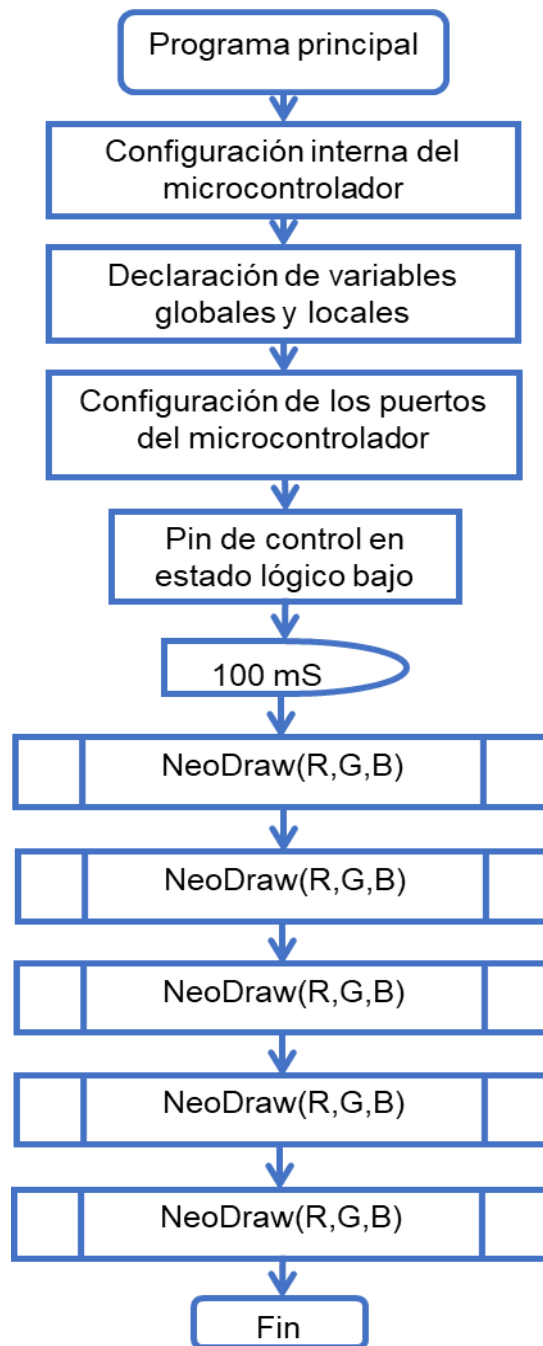 Programa principal
Configuración interna del
microcontrolador
Declaración de variables
globales y locales
Configuración de los puertos
del microcontrolador
Pin de control en
estado lógico bajo
100 mS
NeoDraw(R,G,B)
NeoDraw(R,G,B)
NeoDraw(R,G,B)
NeoDraw(R,G,B)
NeoDraw(R,G,B)
Fin